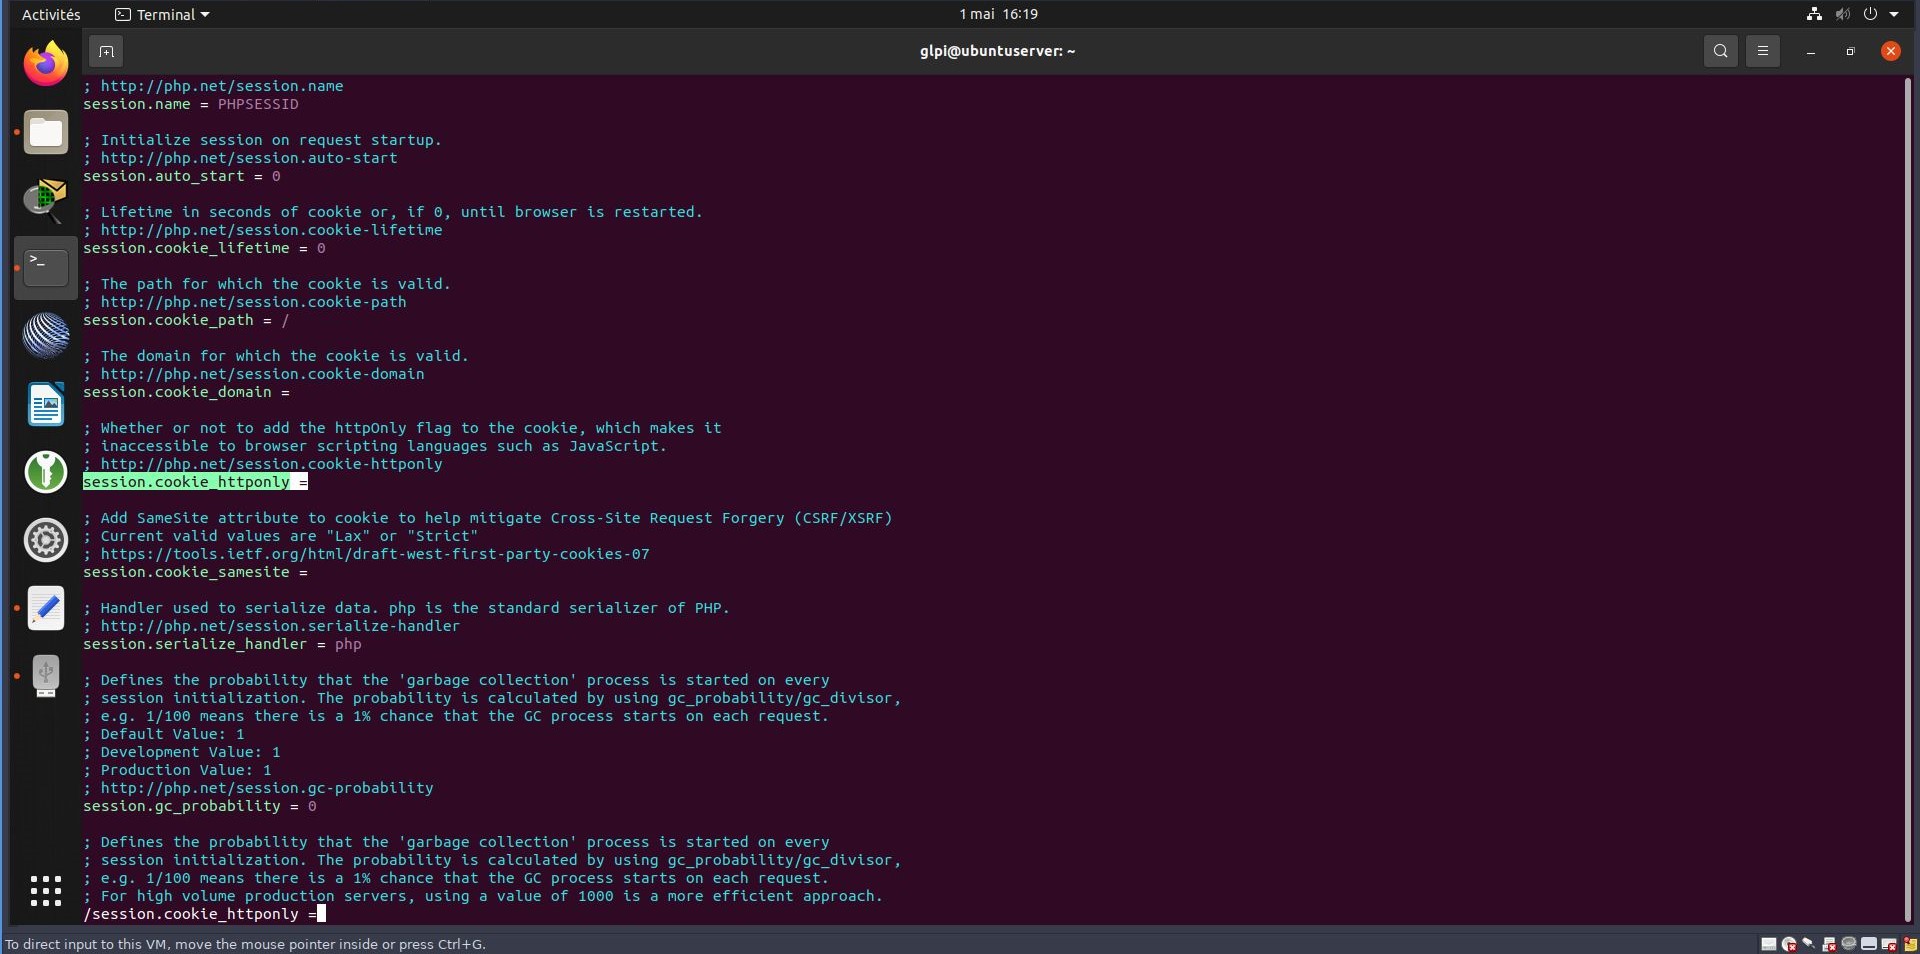 Activités
Terminal
1 mai 16:19
glpi@ubuntuserver: ~
; http://php.net/session.name
session.name = PHPSESSID
; Initialize session on request startup.
; http://php.net/session.auto-start
session.auto_start = 0
; Lifetime in seconds of cookie or, if 0, until browser is restarted.
; http://php.net/session.cookie-lifetime
session.cookie_lifetime = 0
; The path for which the cookie is valid.
; http://php.net/session.cookie-path
session.cookie_path = /
; The domain for which the cookie is valid.
; http://php.net/session.cookie-domain
session.cookie_domain =
; Whether or not to add the httpOnly flag to the cookie, which makes it
; inaccessible to browser scripting languages such as JavaScript.
; http://php.net/session.cookie-httponly
session.cookie_httponly =
; Add SameSite attribute to cookie to help mitigate Cross-Site Request Forgery (CSRF/XSRF)
; Current valid values are "Lax" or "Strict"
; https://tools.ietf.org/html/draft-west-first-party-cookies-07
session.cookie_samesite =
; Handler used to serialize data. php is the standard serializer of PHP.
; http://php.net/session.serialize-handler
session.serialize_handler = php
; Defines the probability that the 'garbage collection' process is started on every
; session initialization. The probability is calculated by using gc_probability/gc_divisor,
; e.g. 1/100 means there is a 1% chance that the GC process starts on each request.
; Default Value: 1
; Development Value: 1
; Production Value: 1
; http://php.net/session.gc-probability
session.gc_probability = 0
; Defines the probability that the 'garbage collection' process is started on every
; session initialization. The probability is calculated by using gc_probability/gc_divisor,
; e.g. 1/100 means there is a 1% chance that the GC process starts on each request.
; For high volume production servers, using a value of 1000 is a more efficient approach.
/session.cookie_httponly =
To direct input to this VM, move the mouse pointer inside or press Ctrl+G.